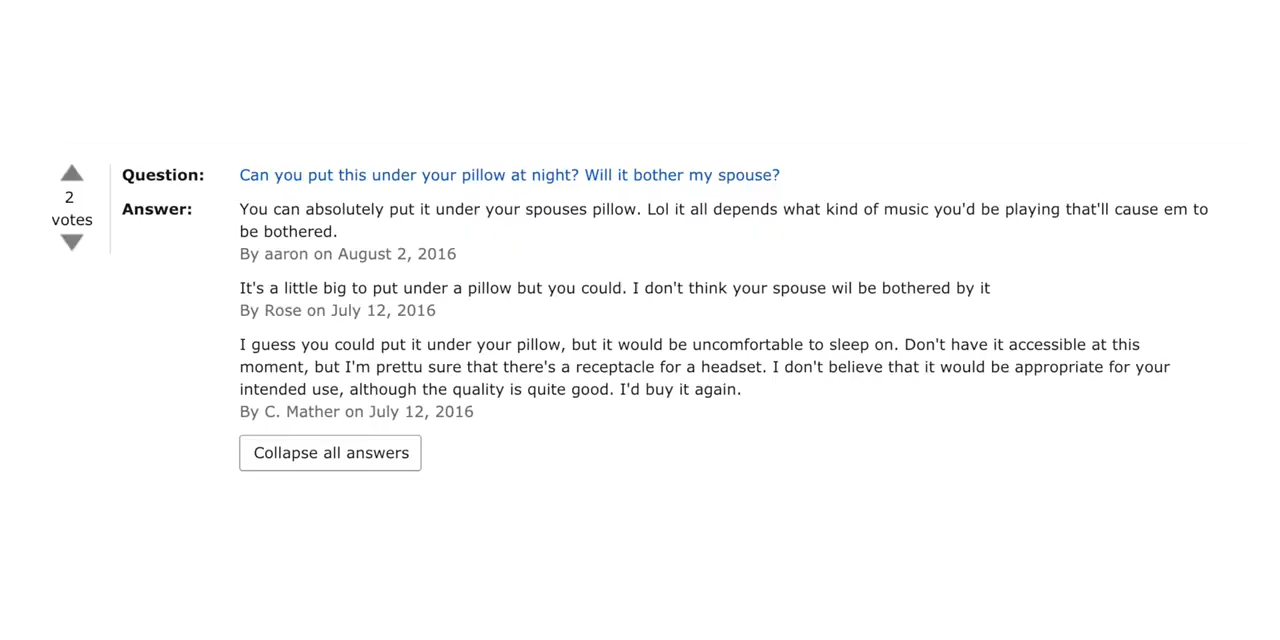 2
votes
Question: Can you put this under your pillow at night? Will it bother my spouse?
Answer: You can absolutely put it under your spouses pillow. Lol it all depends what kind of music you'd be playing that'll cause em to
be bothered.
By aaron on August 2, 2016
It's a little big to put under a pillow but you could. I don't think your spouse wil be bothered by it
By Rose on July 12, 2016
I guess you could put it under your pillow, but it would be uncomfortable to sleep on. Don't have it accessible at this
moment, but I'm prettu sure that there's a receptacle for a headset. I don't believe that it would be appropriate for your
intended use, although the quality is quite good. I'd buy it again.
By C. Mather on July 12, 2016
Collapse all answers